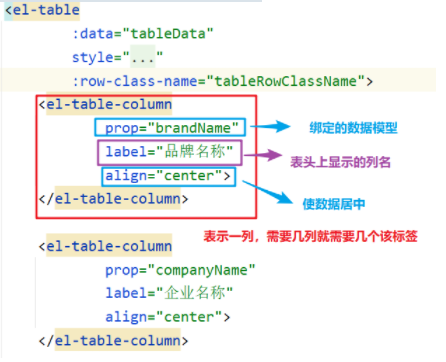 <el-table
:data="tableData"
style="..."
:row-class-name="tableRowClassName">
<el-table-column
prop="brandName"
绑定的数据模型
label="品牌名称"
表头上显示的列名
align="center">
</el-table-column>
使数据居中
表示一列，需要几列就需要几个该标签
<el-table-column
prop="companyName"
label="企业名称"
align="center">
</el-table-column>